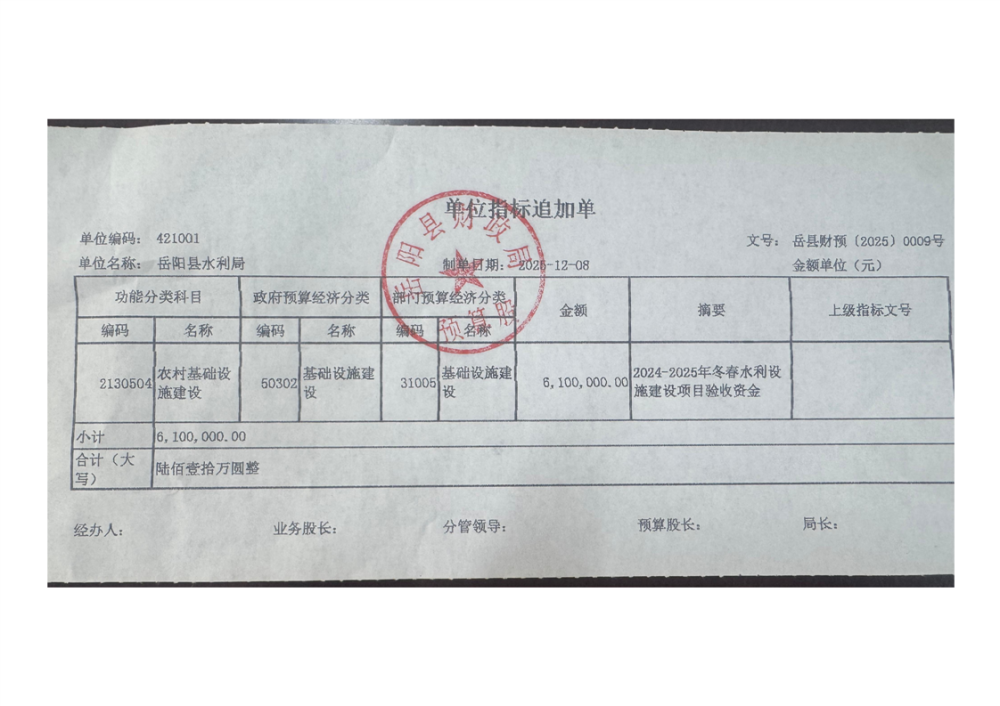 单位指标追加单
单位编码： 421001
文号： 岳县财预〔2025〕0009号
单位名称： 岳阳县水利局
制单日期： 2025-12-08
金额单位（元）
岳阳县财政局
预算股
功能分类科目 政府预算经济分类 部门预算经济分类 金额 摘要 上级指标文号
编码 名称 编码 名称 编码 名称
2130504 农村基础设施建设 50302 基础设施建设 31005 基础设施建设 6,100,000.00 2024-2025年冬春水利设施建设项目验收资金
小计 6,100,000.00
合计（大写） 陆佰壹拾万圆整
经办人： 业务股长： 分管领导： 预算股长： 局长：